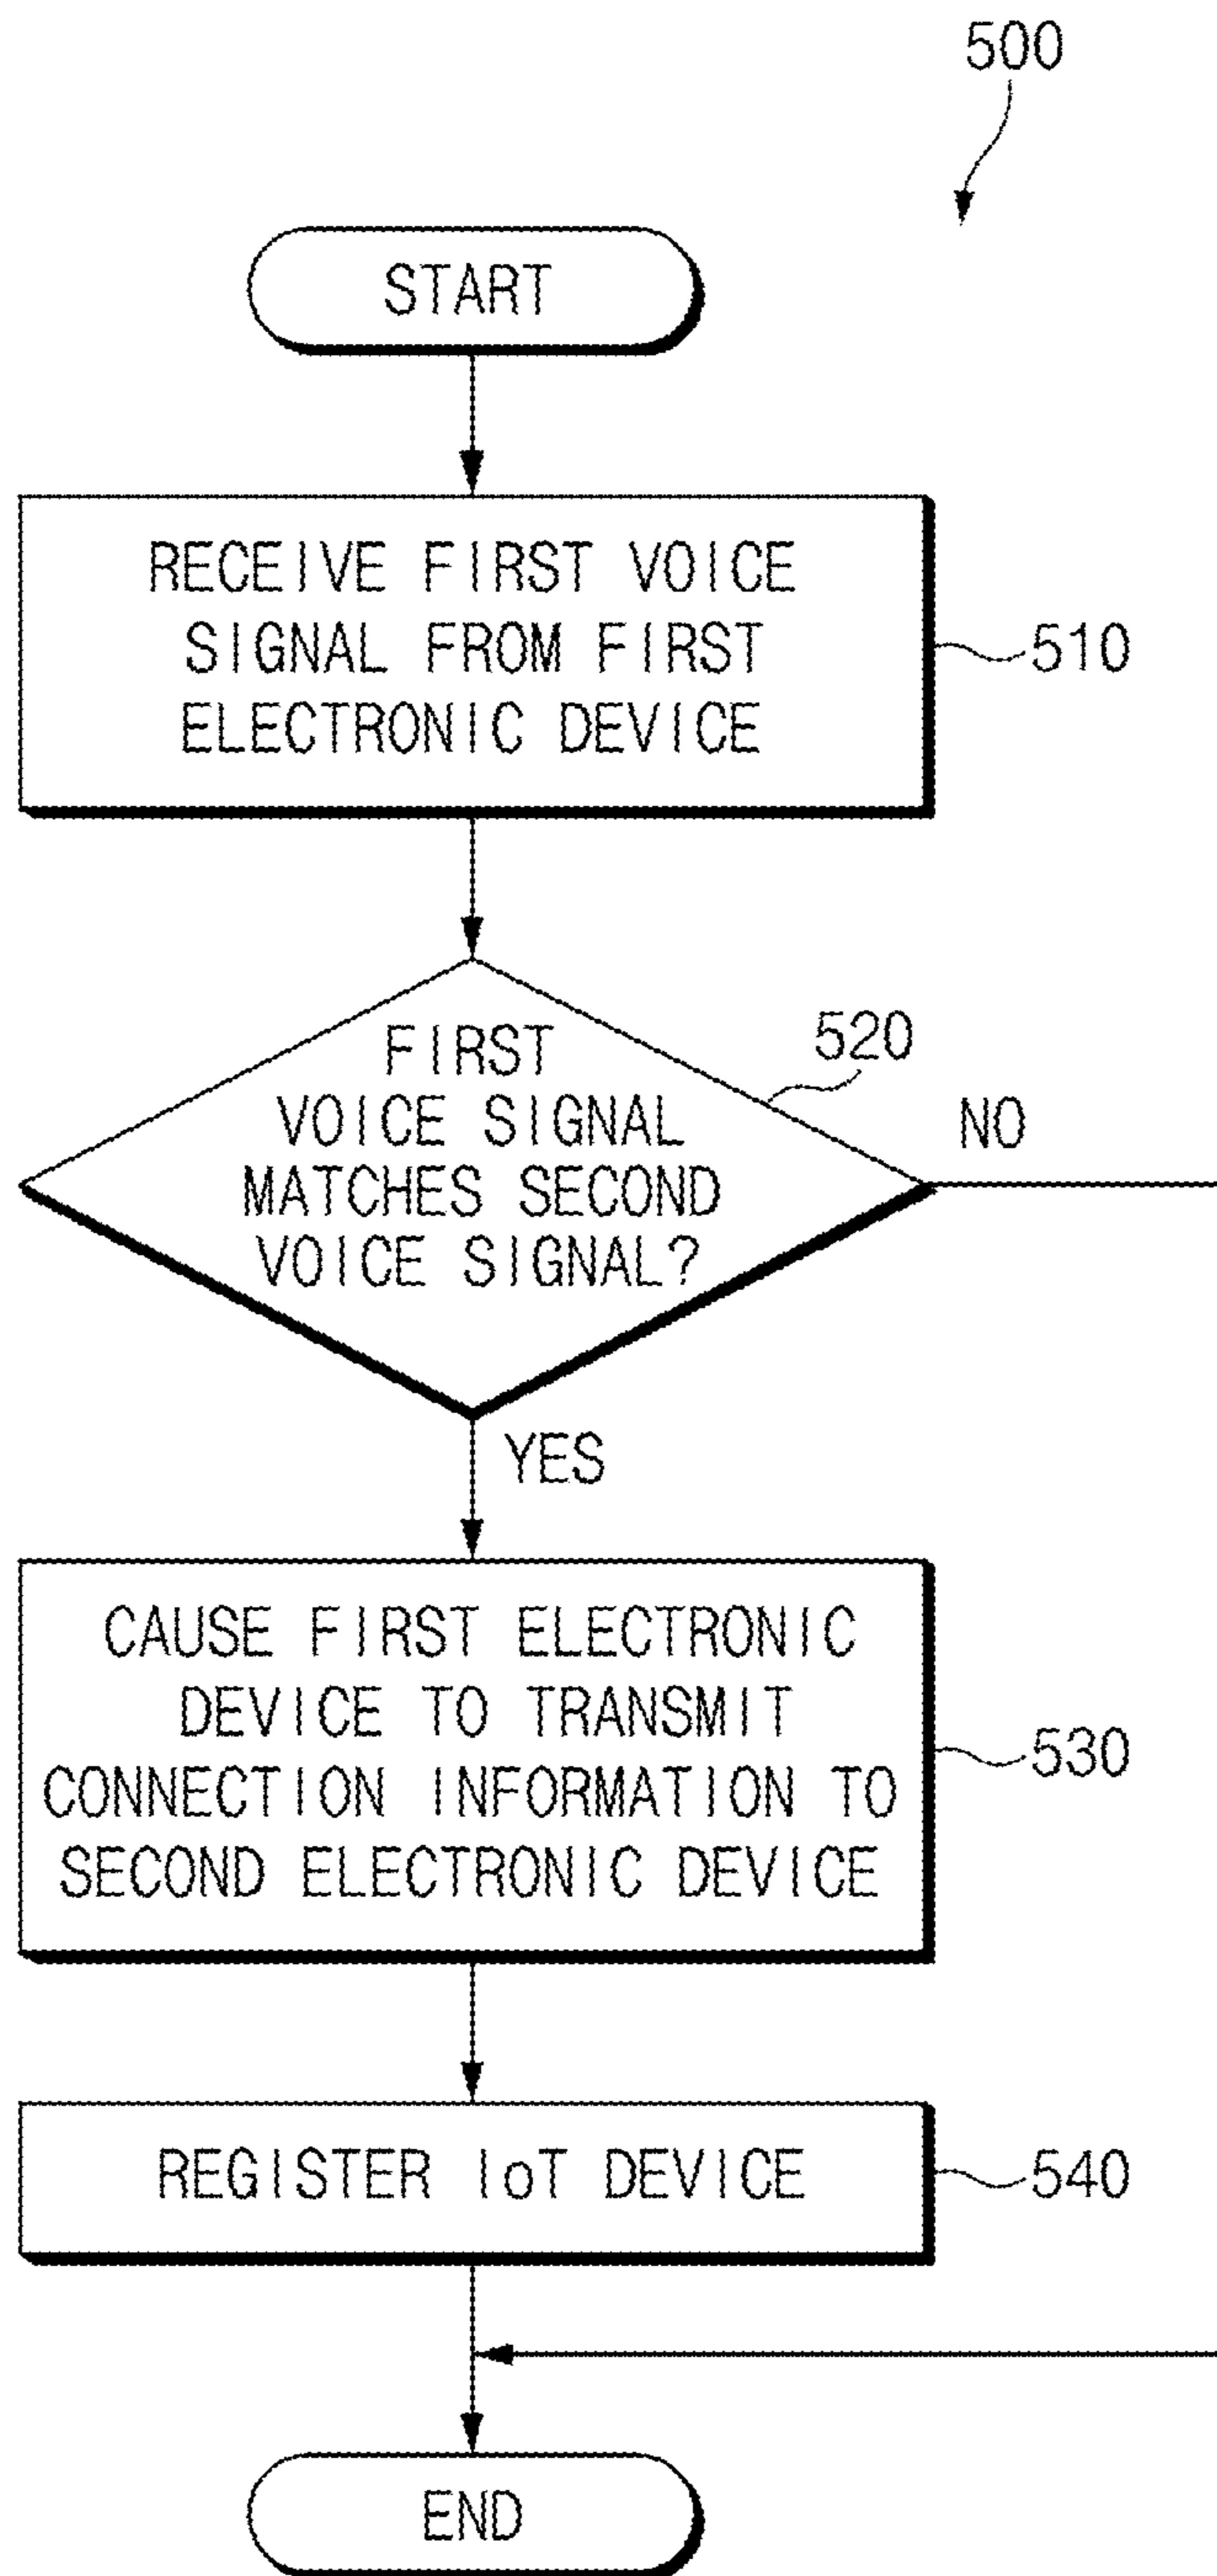 500
START
RECEIVE FIRST VOICE
SIGNAL FROM FIRST
ELECTRONIC DEVICE
510
FIRST
VOICE SIGNAL
MATCHES SECOND
VOICE SIGNAL?
520
NO
YES
CAUSE FIRST ELECTRONIC
DEVICE TO TRANSMIT
CONNECTION INFORMATION TO
SECOND ELECTRONIC DEVICE
530
REGISTER IoT DEVICE
540
END